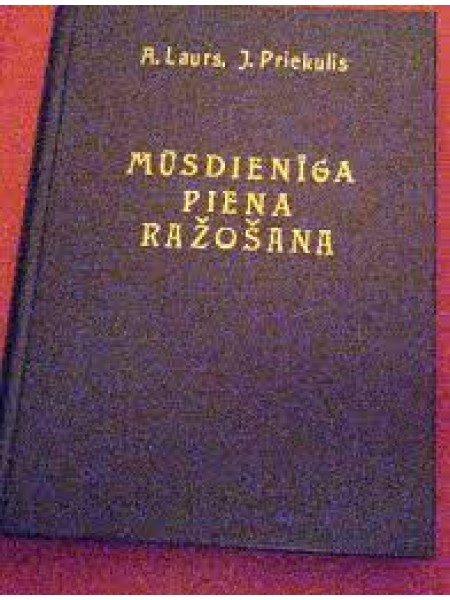 A. Laurs, J. Priekulis
MŪSDIENĪGA
PIENA
RAŽOŠANA